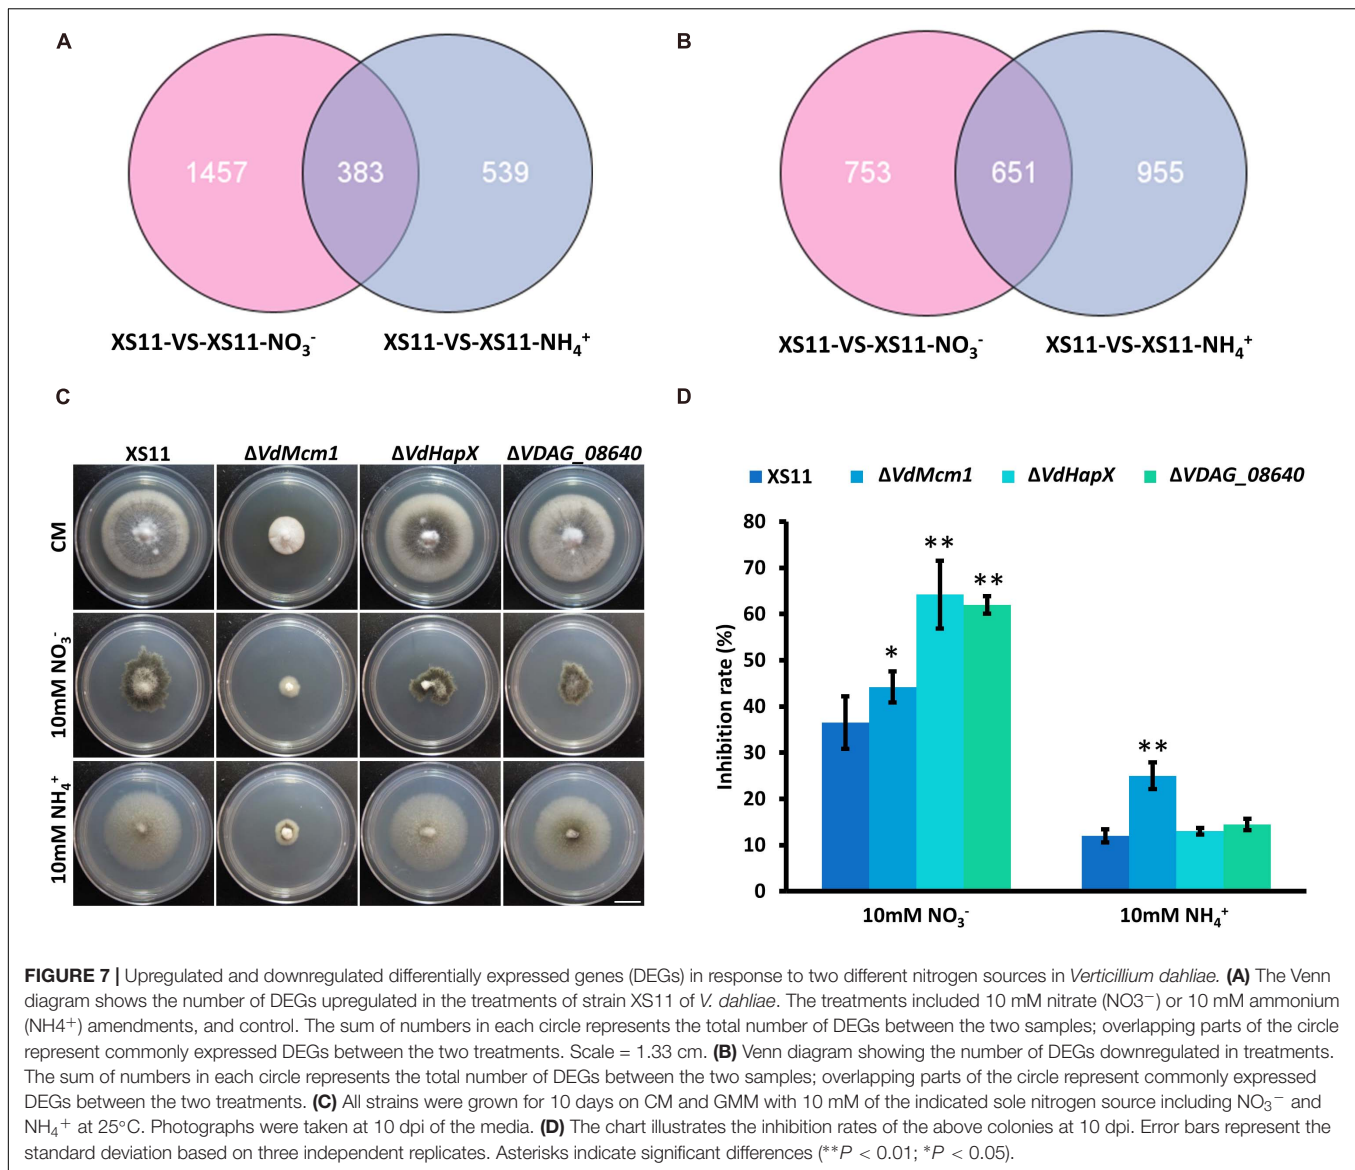 A
B
1457 383 539
753 651 955
XS11-VS-XS11-NO₃⁻ XS11-VS-XS11-NH₄⁺
XS11-VS-XS11-NO₃⁻ XS11-VS-XS11-NH₄⁺
C
XS11 ΔVdMcm1 ΔVdHapX ΔVDAG_08640
CM
10mM NO₃⁻
10mM NH₄⁺
D
XS11 ΔVdMcm1 ΔVdHapX ΔVDAG_08640
Inhibition rate (%)
80
70
60
50
40
30
20
10
0
* ** **
**
10mM NO₃⁻ 10mM NH₄⁺
FIGURE 7 | Upregulated and downregulated differentially expressed genes (DEGs) in response to two different nitrogen sources in Verticillium dahliae. (A) The Venn
diagram shows the number of DEGs upregulated in the treatments of strain XS11 of V. dahliae. The treatments included 10 mM nitrate (NO3−) or 10 mM ammonium
(NH4+) amendments, and control. The sum of numbers in each circle represents the total number of DEGs between the two samples; overlapping parts of the circle
represent commonly expressed DEGs between the two treatments. Scale = 1.33 cm. (B) Venn diagram showing the number of DEGs downregulated in treatments.
The sum of numbers in each circle represents the total number of DEGs between the two samples; overlapping parts of the circle represent commonly expressed
DEGs between the two treatments. (C) All strains were grown for 10 days on CM and GMM with 10 mM of the indicated sole nitrogen source including NO₃⁻ and
NH₄⁺ at 25°C. Photographs were taken at 10 dpi of the media. (D) The chart illustrates the inhibition rates of the above colonies at 10 dpi. Error bars represent the
standard deviation based on three independent replicates. Asterisks indicate significant differences (**P < 0.01; *P < 0.05).